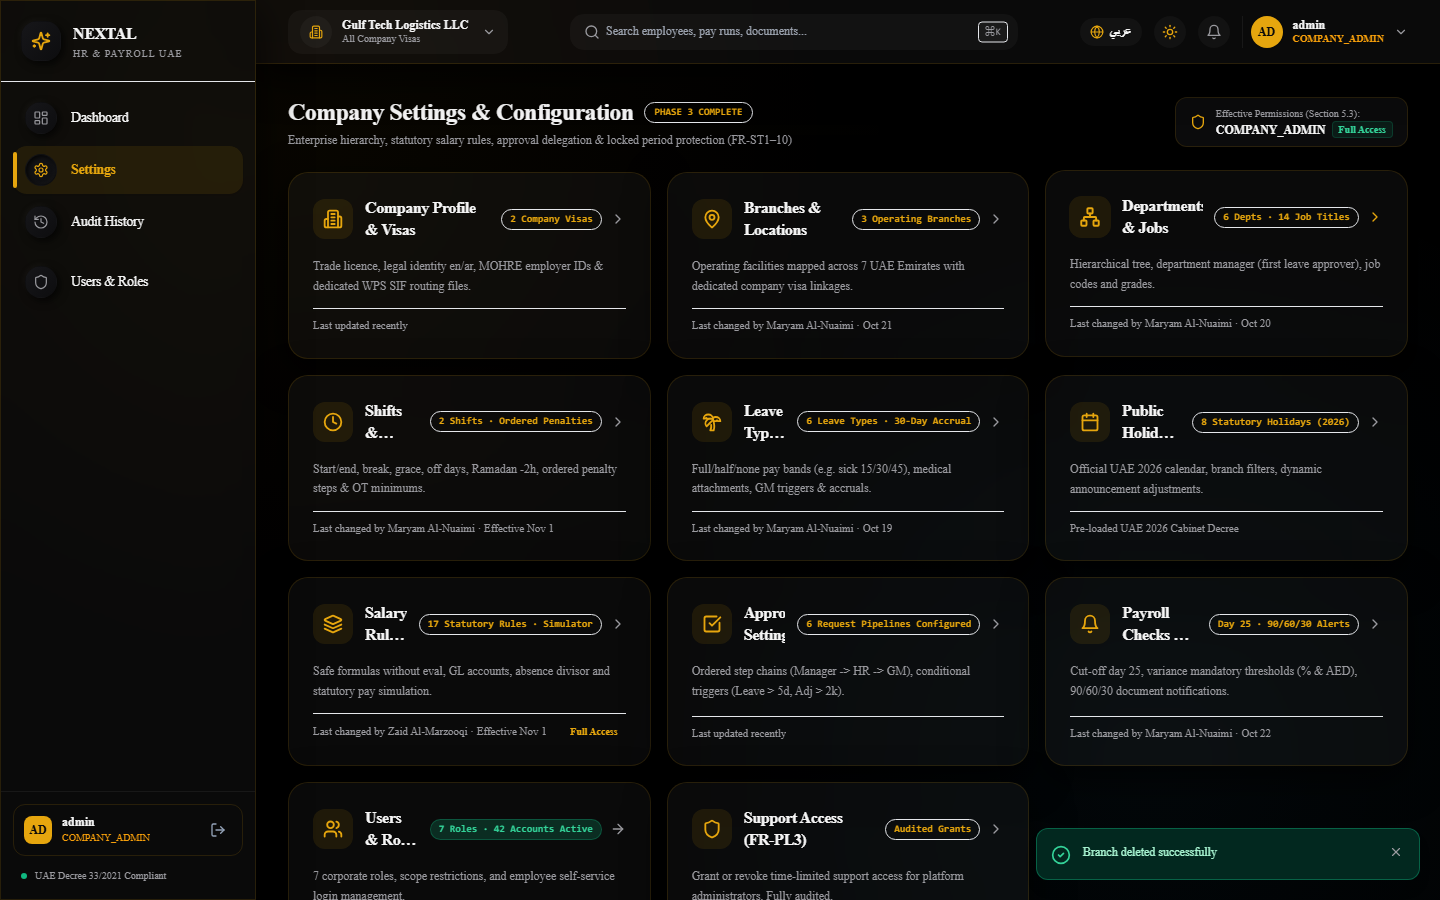 NEXTAL
HR & PAYROLL UAE
Dashboard
Settings
Audit History
Users & Roles
admin
COMPANY_ADMIN
AD
UAE Decree 33/2021 Compliant
Gulf Tech Logistics LLC
All Company Visas
Search employees, pay runs, documents...
⌘K
عربي
AD
admin
COMPANY_ADMIN
Company Settings & Configuration
PHASE 3 COMPLETE
Enterprise hierarchy, statutory salary rules, approval delegation & locked period protection (FR-ST1–10)
Effective Permissions (Section 5.3):
COMPANY_ADMIN Full Access
Company Profile
& Visas
2 Company Visas
Trade licence, legal identity en/ar, MOHRE employer IDs &
dedicated WPS SIF routing files.
Last updated recently
Branches &
Locations
3 Operating Branches
Operating facilities mapped across 7 UAE Emirates with
dedicated company visa linkages.
Last changed by Maryam Al-Nuaimi · Oct 21
Departments
& Jobs
6 Depts · 14 Job Titles
Hierarchical tree, department manager (first leave approver), job
codes and grades.
Last changed by Maryam Al-Nuaimi · Oct 20
Shifts
&...
2 Shifts · Ordered Penalties
Start/end, break, grace, off days, Ramadan -2h, ordered penalty
steps & OT minimums.
Last changed by Maryam Al-Nuaimi · Effective Nov 1
Leave
Typ...
6 Leave Types · 30-Day Accrual
Full/half/none pay bands (e.g. sick 15/30/45), medical
attachments, GM triggers & accruals.
Last changed by Maryam Al-Nuaimi · Oct 19
Public
Holid...
8 Statutory Holidays (2026)
Official UAE 2026 calendar, branch filters, dynamic
announcement adjustments.
Pre-loaded UAE 2026 Cabinet Decree
Salary
Rul...
17 Statutory Rules · Simulator
Safe formulas without eval, GL accounts, absence divisor and
statutory pay simulation.
Last changed by Zaid Al-Marzooqi · Effective Nov 1
Full Access
Appro
Setting
6 Request Pipelines Configured
Ordered step chains (Manager -> HR -> GM), conditional
triggers (Leave > 5d, Adj > 2k).
Last updated recently
Payroll
Checks ...
Day 25 · 90/60/30 Alerts
Cut-off day 25, variance mandatory thresholds (% & AED),
90/60/30 document notifications.
Last changed by Maryam Al-Nuaimi · Oct 22
Users
& Ro...
7 Roles · 42 Accounts Active
7 corporate roles, scope restrictions, and employee self-service
login management.
Support Access
(FR-PL3)
Audited Grants
Grant or revoke time-limited support access for platform
administrators. Fully audited.
Branch deleted successfully